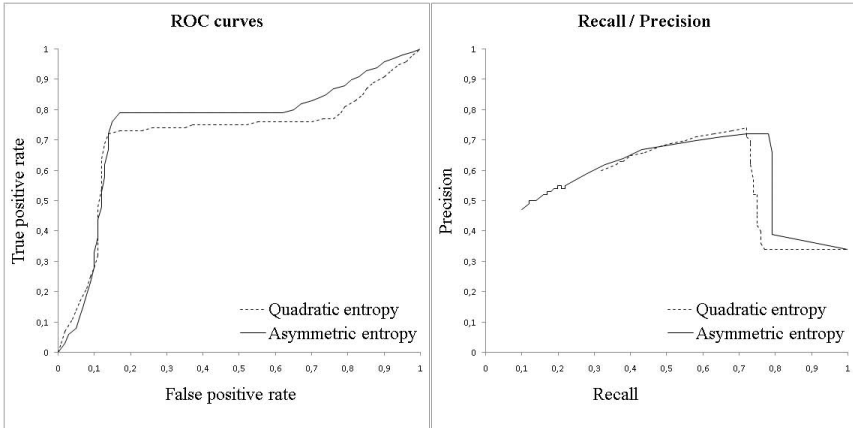 ROC curves
True positive rate
1
0,9
0,8
0,7
0,6
0,5
0,4
0,3
0,2
0,1
0
0 0,1 0,2 0,3 0,4 0,5 0,6 0,7 0,8 0,9 1
False positive rate
Quadratic entropy
Asymmetric entropy
Recall / Precision
Precision
1
0,9
0,8
0,7
0,6
0,5
0,4
0,3
0,2
0,1
0
0 0,1 0,2 0,3 0,4 0,5 0,6 0,7 0,8 0,9 1
Recall
Quadratic entropy
Asymmetric entropy